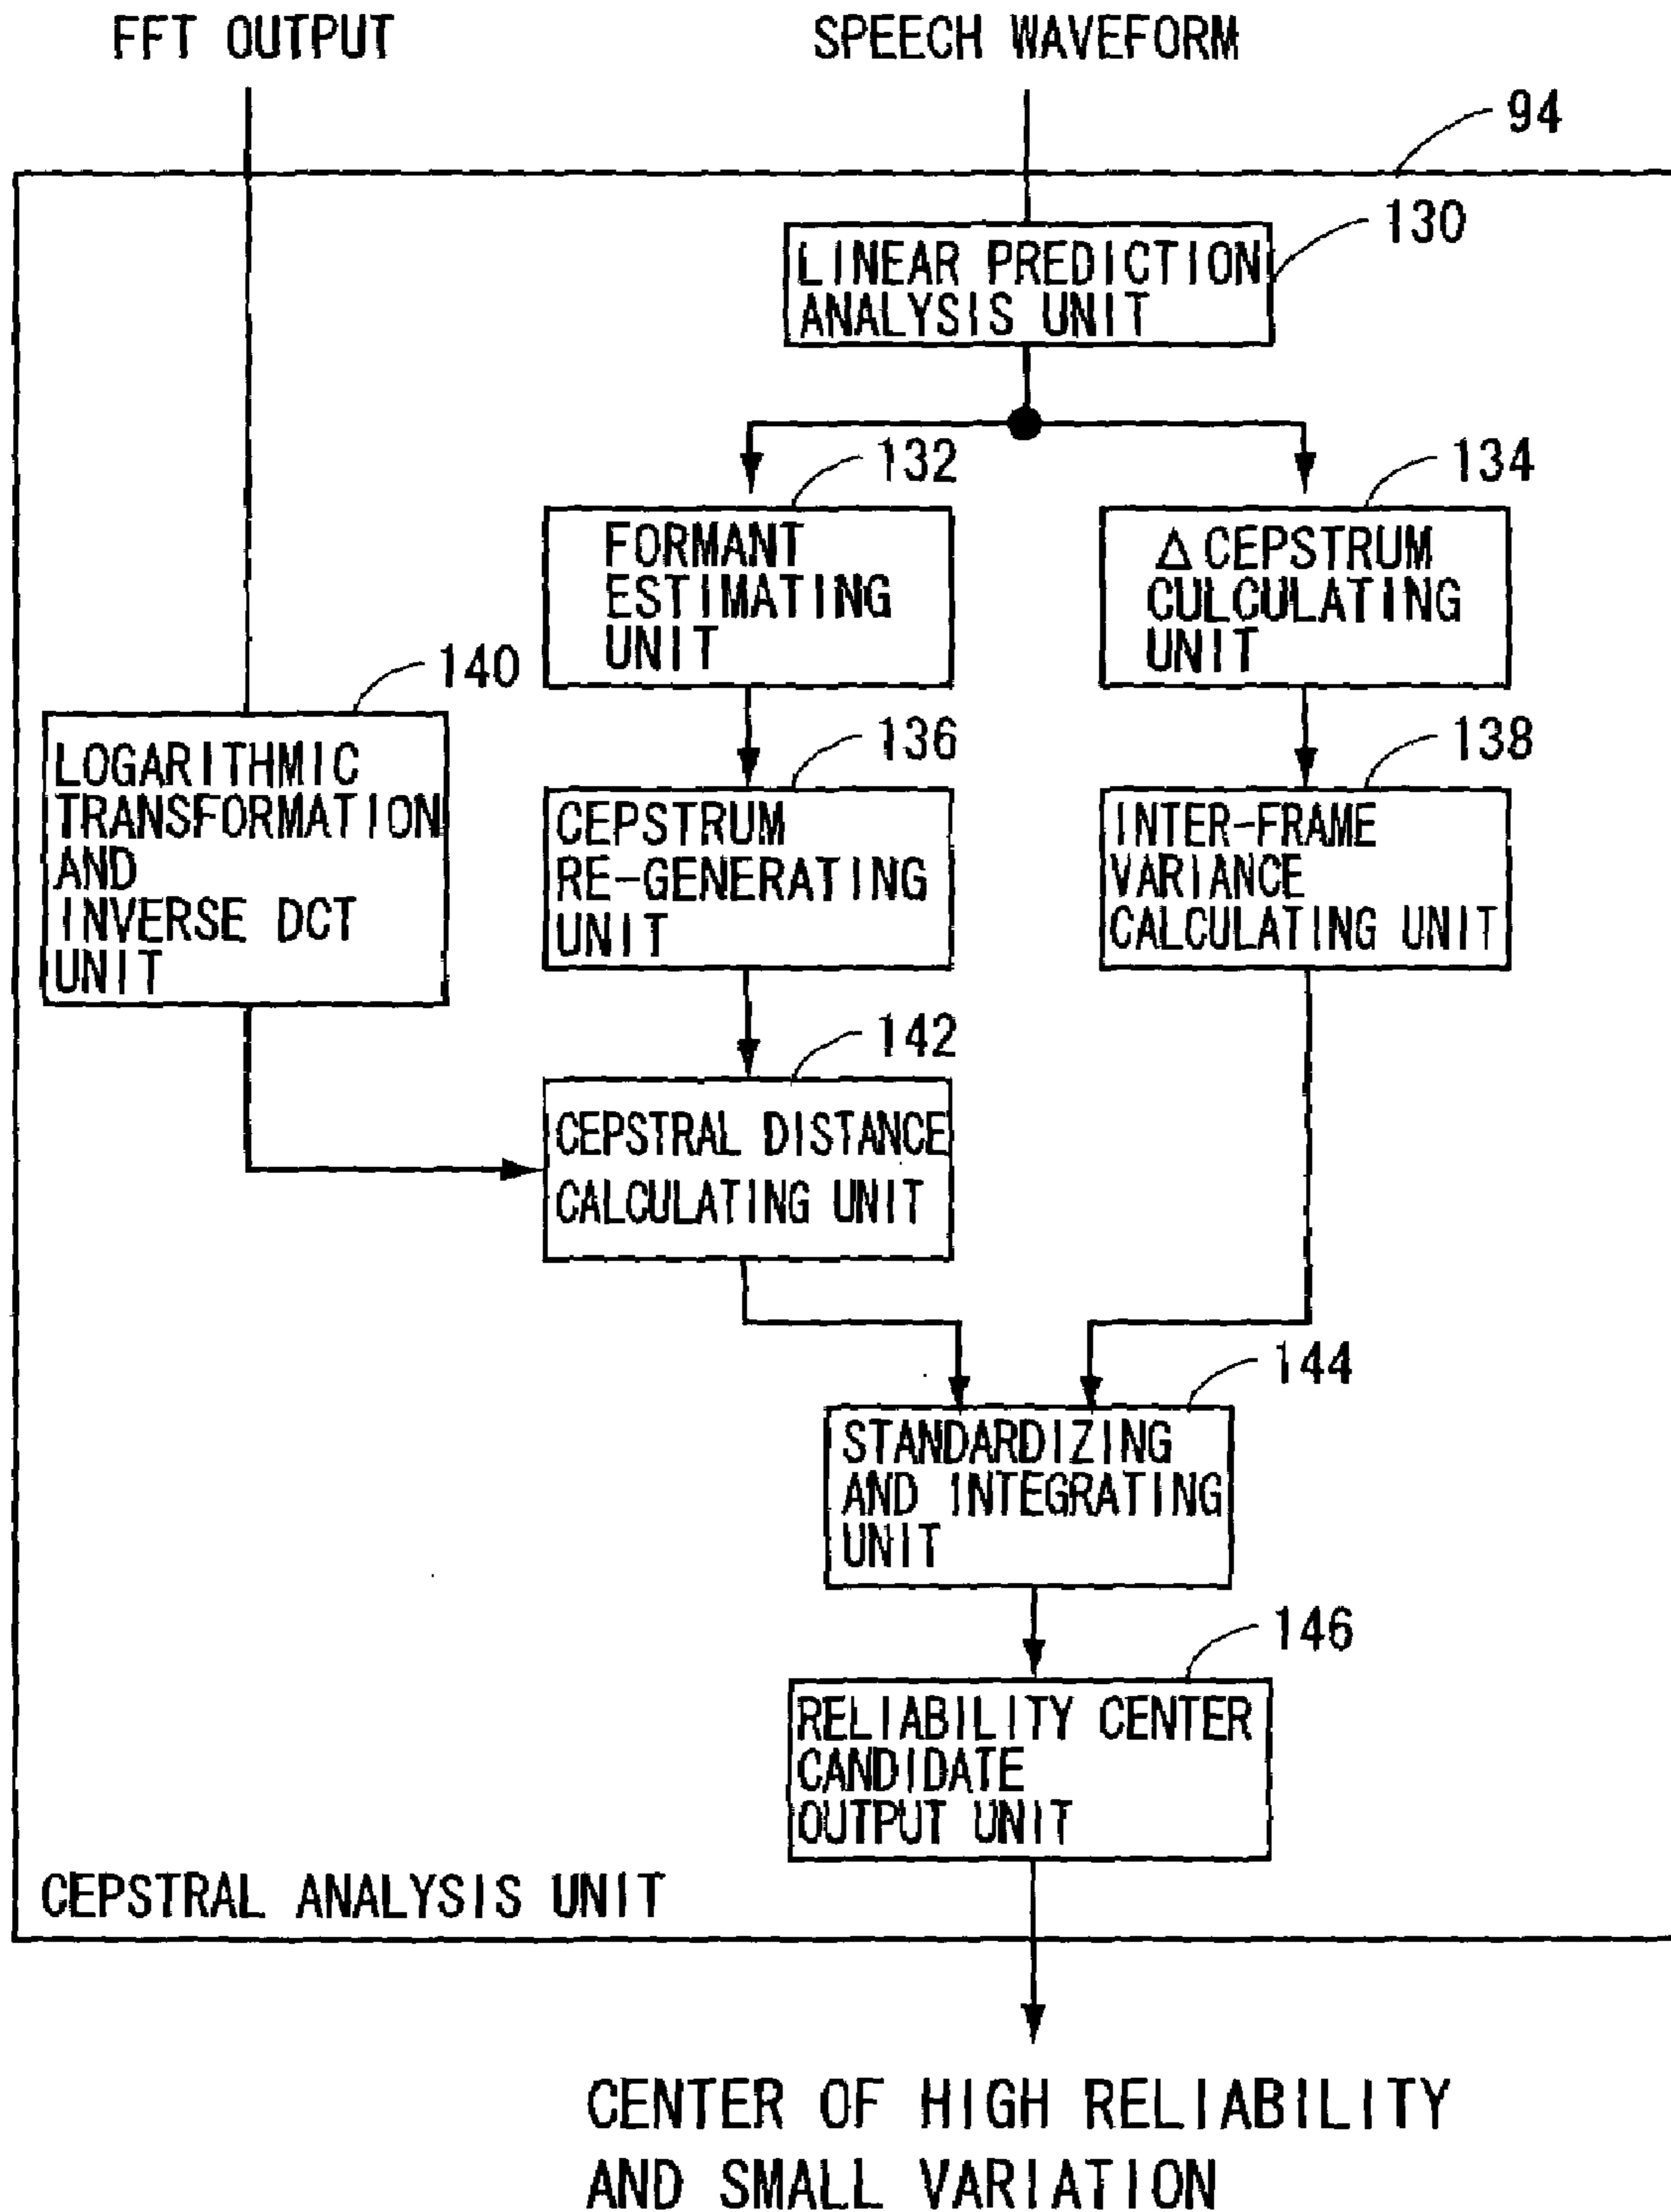 FFT OUTPUT
SPEECH WAVEFORM
94
130
LINEAR PREDICTION
ANALYSIS UNIT
132
134
FORMANT
ESTIMATING
UNIT
Δ CEPSTRUM
CULCULATING
UNIT
140
136
138
LOGARITHMIC
TRANSFORMATION
AND
INVERSE DCT
UNIT
CEPSTRUM
RE-GENERATING
UNIT
INTER-FRAME
VARIANCE
CALCULATING UNIT
142
CEPSTRAL DISTANCE
CALCULATING UNIT
144
STANDARDIZING
AND INTEGRATING
UNIT
146
RELIABILITY CENTER
CANDIDATE
OUTPUT UNIT
CEPSTRAL ANALYSIS UNIT
CENTER OF HIGH RELIABILITY
AND SMALL VARIATION